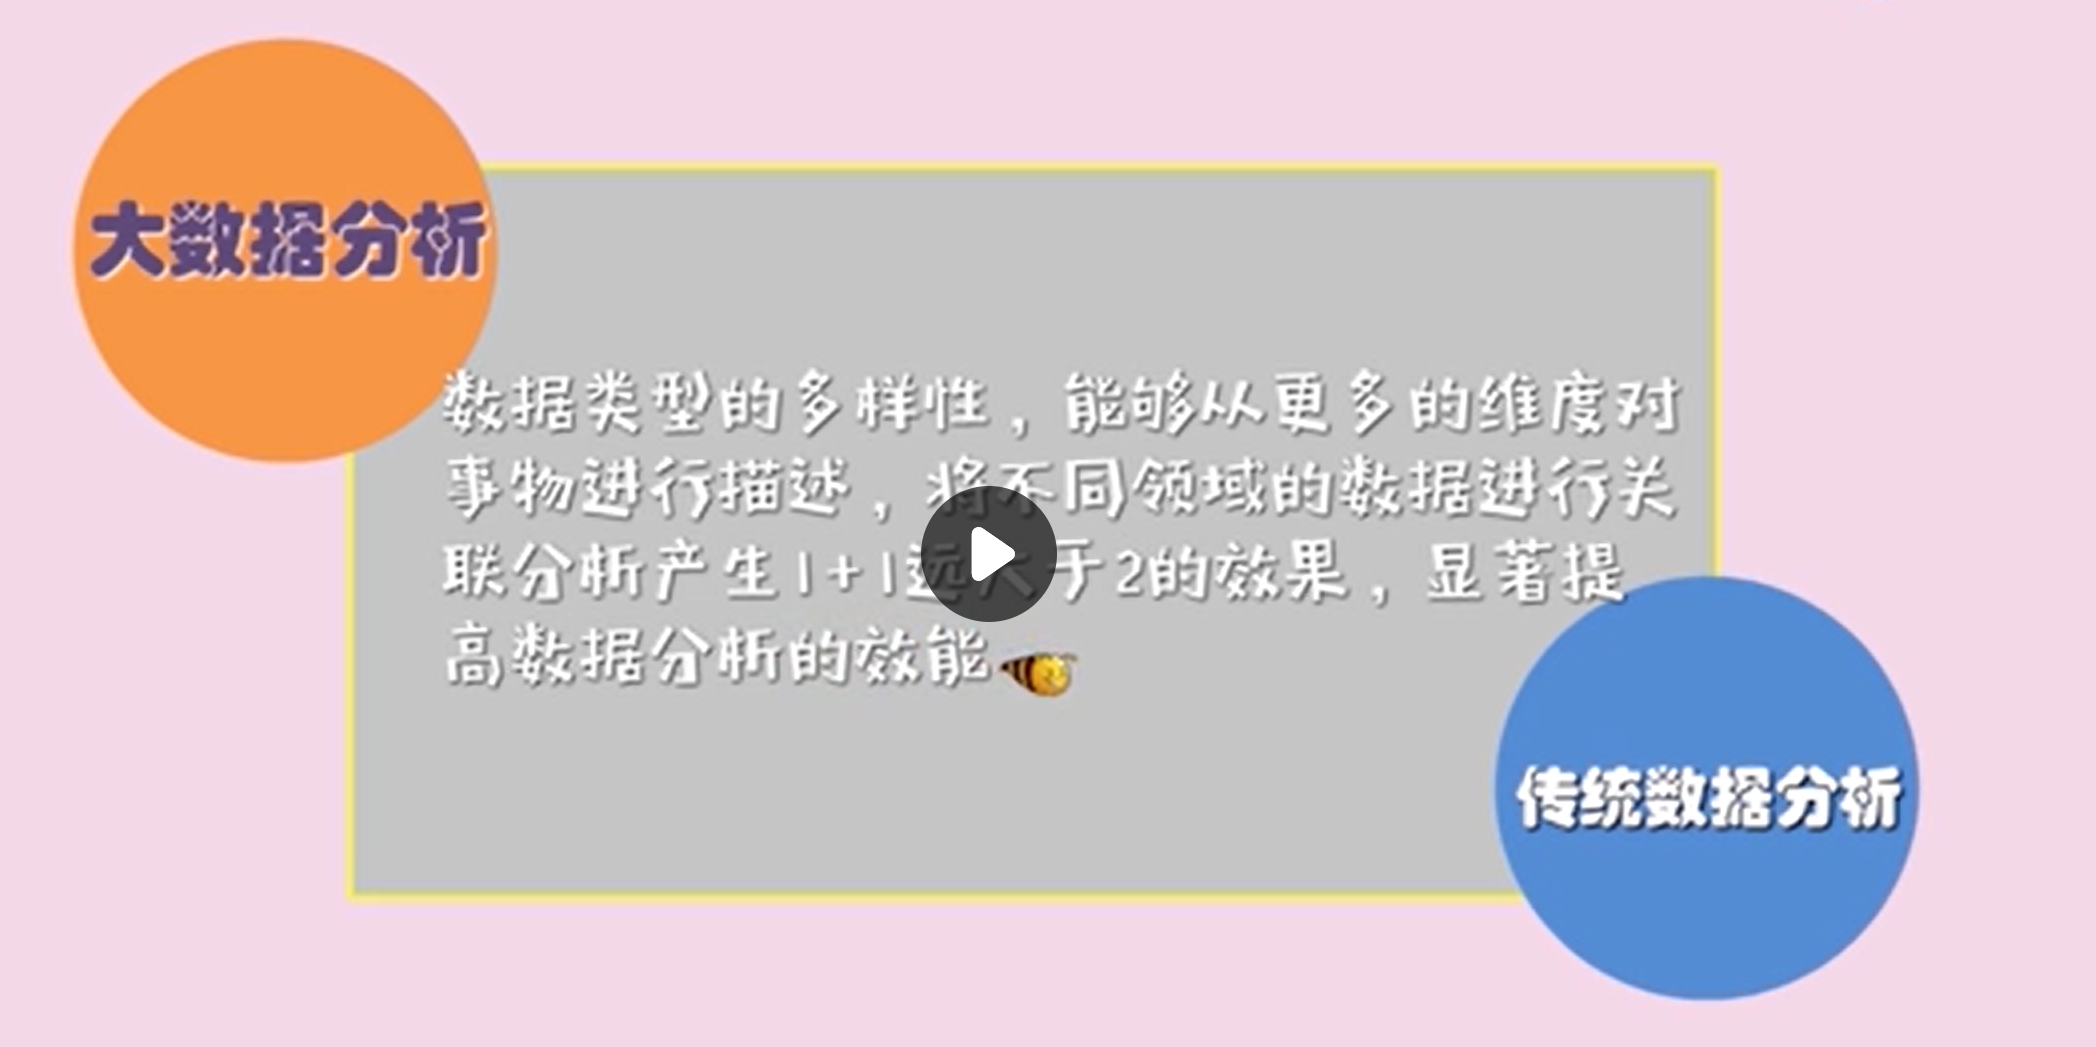 大数据分析
数据类型的多样性，能够从更多的维度对
事物进行描述，将不同领域的数据进行关
联分析产生1+1远大于2的效果，显著提
高数据分析的效能
传统数据分析